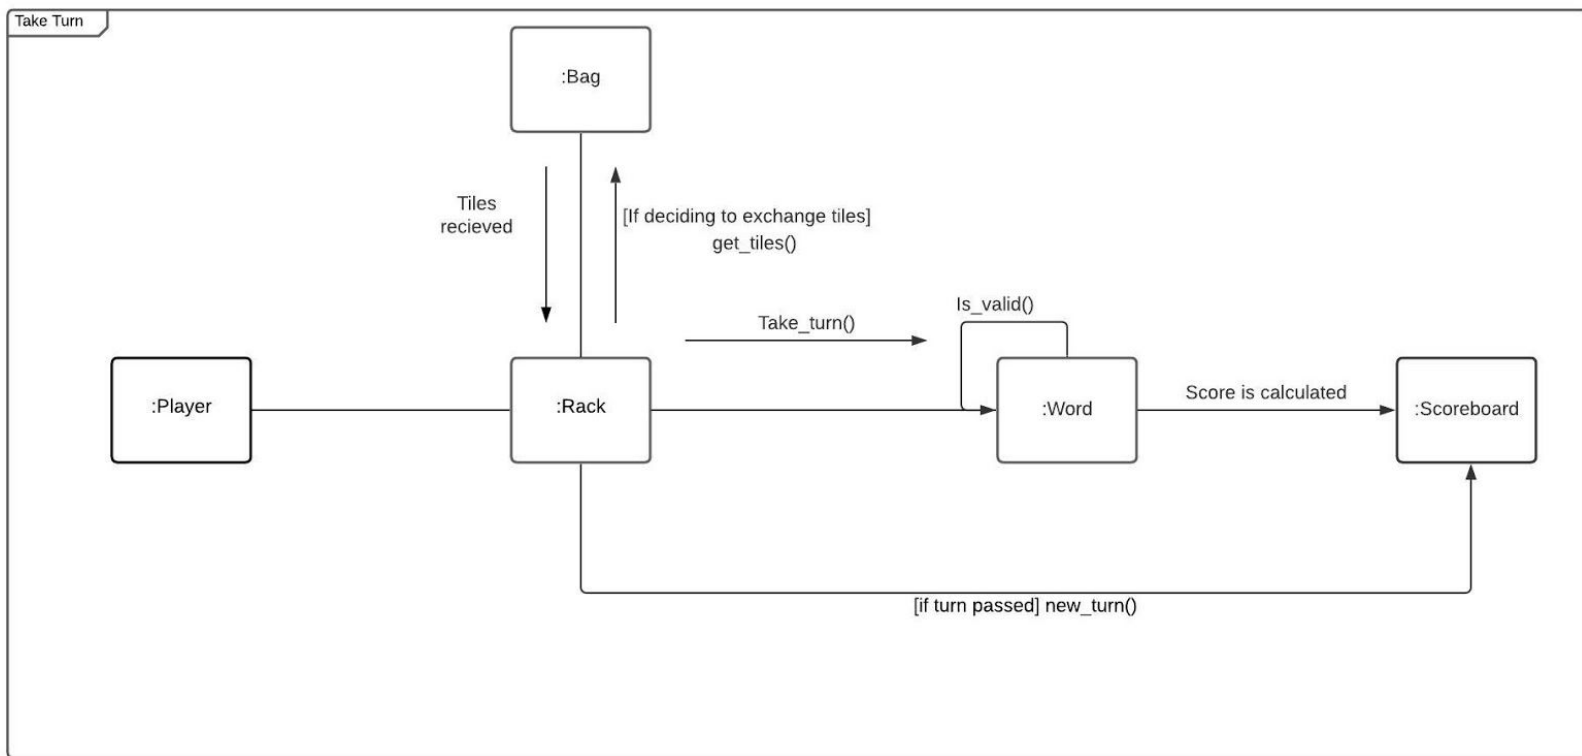 Take Turn
:Bag
Tiles
recieved
[If deciding to exchange tiles]
get_tiles()
Is_valid()
Take_turn()
:Player
:Rack
:Word
Score is calculated
:Scoreboard
[if turn passed] new_turn()